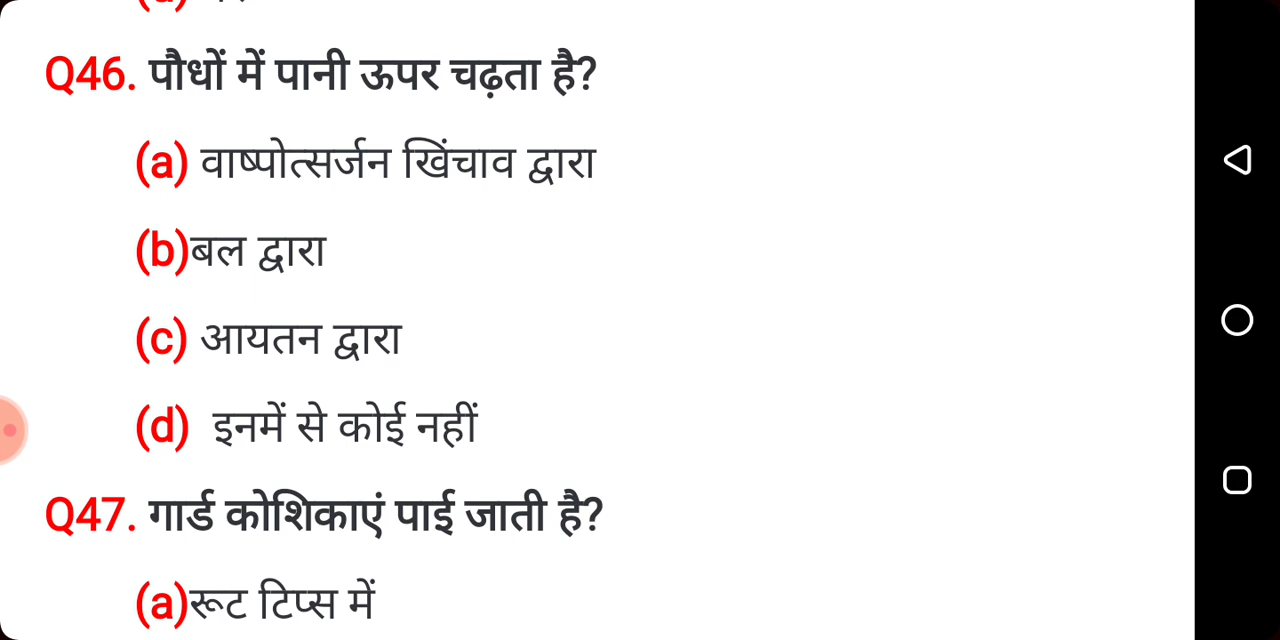 Q46. पौधों में पानी ऊपर चढ़ता है?
(a) वाष्पोत्सर्जन खिंचाव द्वारा
(b)बल द्वारा
(c) आयतन द्वारा
(d) इनमें से कोई नहीं
Q47. गार्ड कोशिकाएं पाई जाती है?
(a)रूट टिप्स में